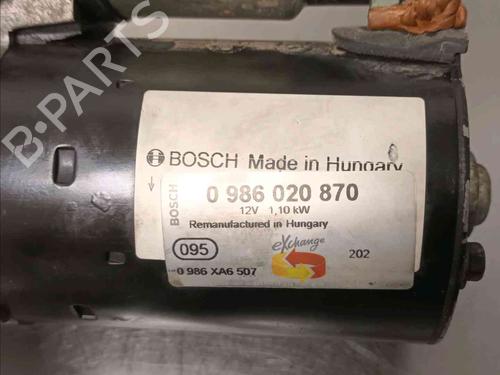 B-PARTS
BOSCH Made in Hungary
BOSCH
0 986 020 870
12V 1,10 kW
Remanufactured in Hungary
095
eXchange
202
0 986 XA6 507